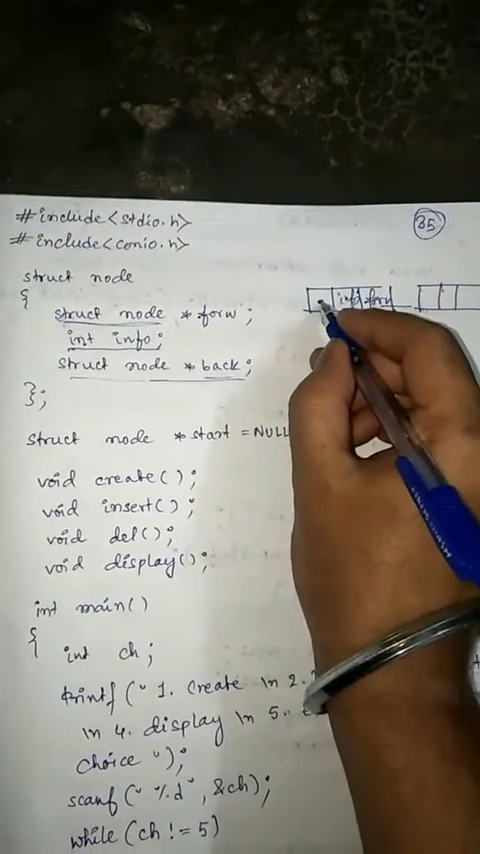 35
#include<stdio.h>
#include<conio.h>
struct node
{
struct node *forw;
int info;
struct node *back;
};
info forw
struct node *start = NULL
void create();
void insert();
void del();
void display();
int main()
{
int ch;
printf(" 1. Create \n 2.
\n 4. display \n 5.
choice ");
scanf(" %d", &ch);
while (ch != 5)